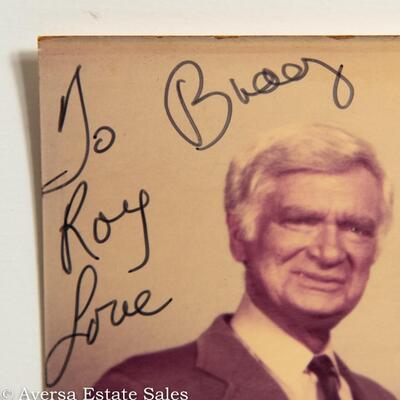 To
Roy
Love
Buddy
© Aversa Estate Sales